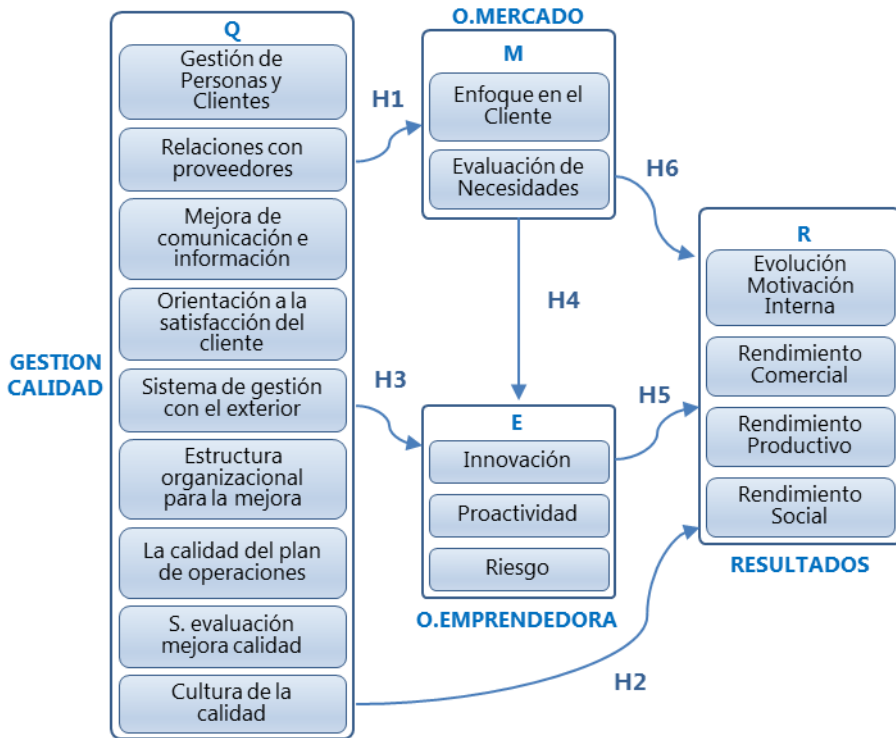 GESTION
CALIDAD
Q
Gestión de
Personas y
Clientes
Relaciones con
proveedores
Mejora de
comunicación e
información
Orientación a la
satisfacción del
cliente
Sistema de gestión
con el exterior
Estructura
organizacional
para la mejora
La calidad del plan
de operaciones
S. evaluación
mejora calidad
Cultura de la
calidad
H1
H3
H2
O.MERCADO
M
Enfoque en el
Cliente
Evaluación de
Necesidades
H4
E
Innovación
Proactividad
Riesgo
O.EMPRENDEDORA
H6
H5
R
Evolución
Motivación
Interna
Rendimiento
Comercial
Rendimiento
Productivo
Rendimiento
Social
RESULTADOS